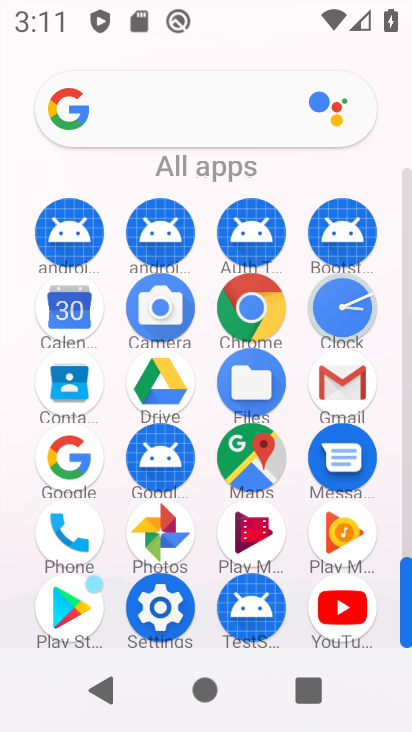 3:11
All apps
androi... androi... Auth T... Bootst...
30
Calen... Camera Chrome Clock
Conta... Drive Files Gmail
Google Googl... Maps Messa...
Phone Photos Play M... Play M...
Play St... Settings TestS... YouTu...